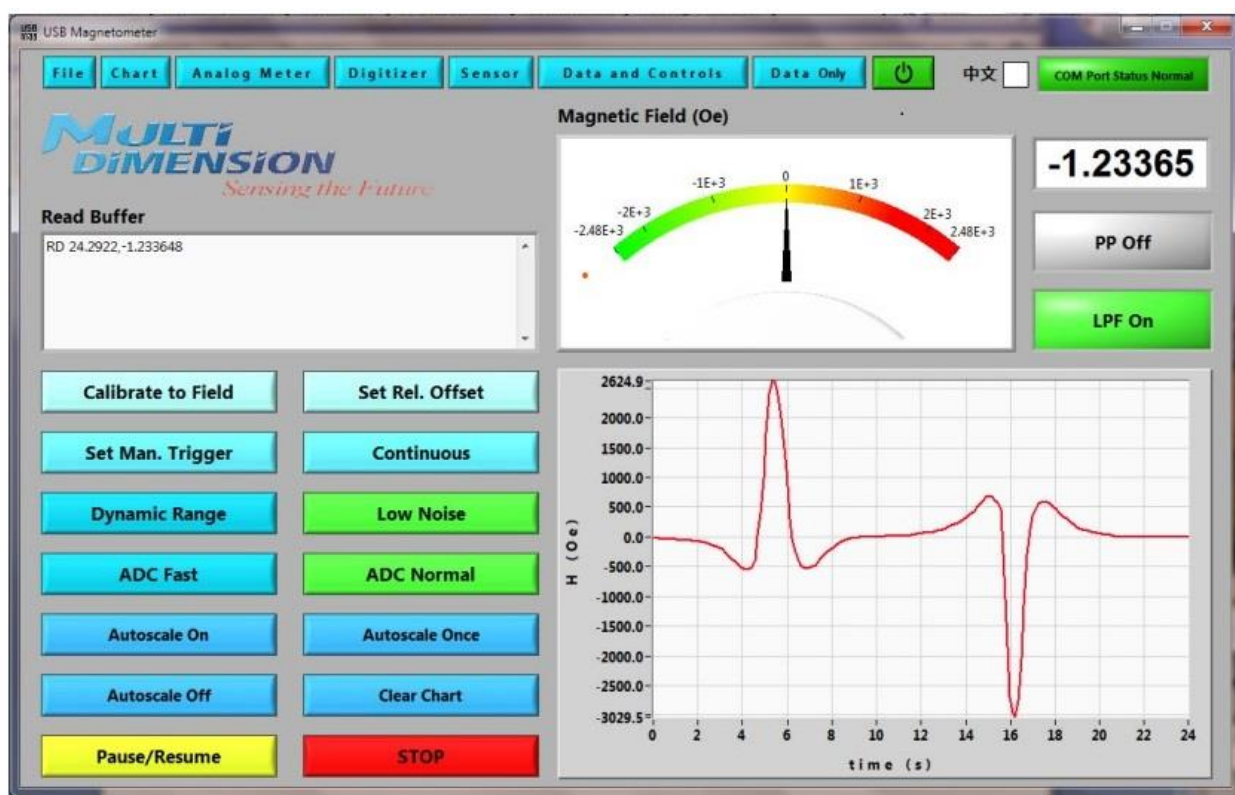 USB Magnetometer
File Chart Analog Meter Digitizer Sensor Data and Controls Data Only 中文 COM Port Status Normal
MULTI
DIMENSION
Sensing the Future
Magnetic Field (Oe)
-1.23365
-2.48E+3 -2E+3 -1E+3 0 1E+3 2E+3 2.48E+3
Read Buffer
RD 24.2922,-1.233648
PP Off
LPF On
Calibrate to Field Set Rel. Offset
Set Man. Trigger Continuous
Dynamic Range Low Noise
ADC Fast ADC Normal
Autoscale On Autoscale Once
Autoscale Off Clear Chart
Pause/Resume STOP
H (Oe)
2624.9
2000.0
1500.0
1000.0
500.0
0.0
-500.0
-1000.0
-1500.0
-2000.0
-2500.0
-3029.5
0 2 4 6 8 10 12 14 16 18 20 22 24
time (s)